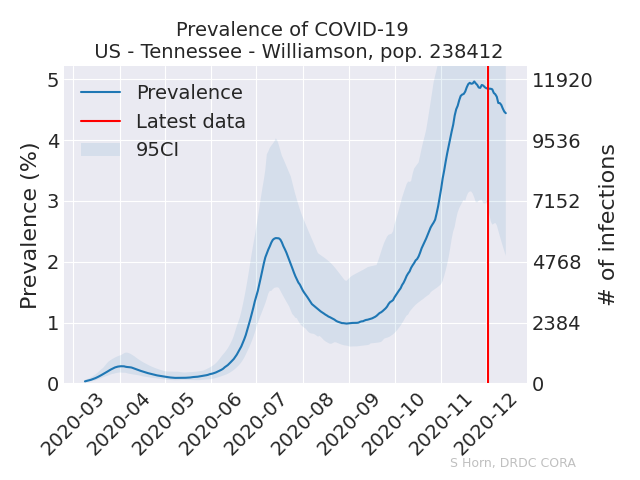 Prevalence of COVID-19
US - Tennessee - Williamson, pop. 238412
Prevalence
Latest data
95CI
Prevalence (%)
5
4
3
2
1
0
11920
9536
7152
4768
2384
0
# of infections
2020-03
2020-04
2020-05
2020-06
2020-07
2020-08
2020-09
2020-10
2020-11
2020-12
S Horn, DRDC CORA